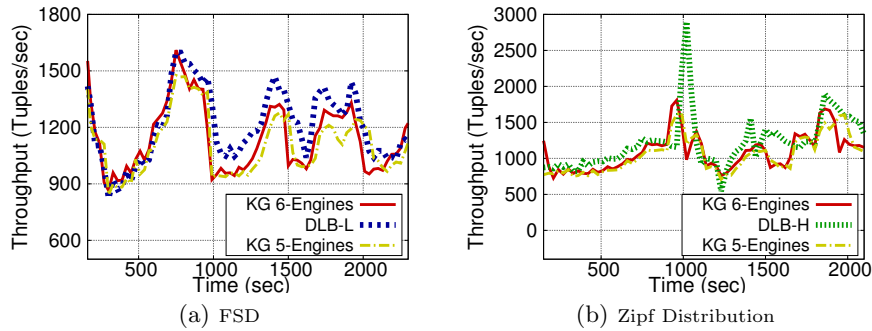 Throughput (Tuples/sec)
1800
1500
1200
900
600
KG 6-Engines
DLB-L
KG 5-Engines
500
1000
1500
2000
Time (sec)
(a) FSD
Throughput (Tuples/sec)
3000
2500
2000
1500
1000
500
0
KG 6-Engines
DLB-H
KG 5-Engines
500
1000
1500
2000
Time (sec)
(b) Zipf Distribution